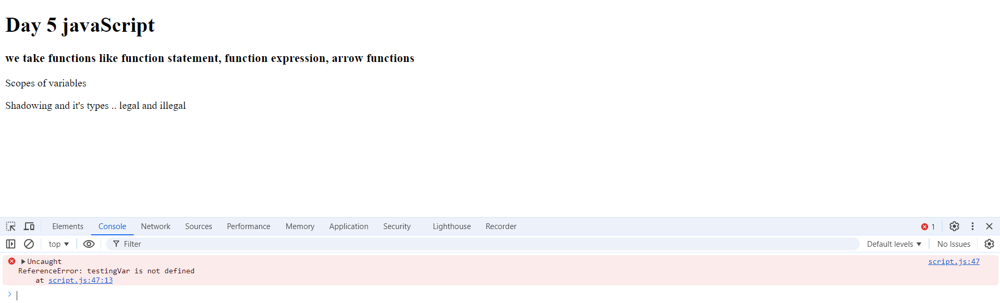 Day 5 javaScript
we take functions like function statement, function expression, arrow functions
Scopes of variables
Shadowing and it's types .. legal and illegal
Elements Console Network Sources Performance Memory Application Security Lighthouse Recorder 1
top Filter Default levels No Issues
Uncaught script.js:47
ReferenceError: testingVar is not defined
at script.js:47:13